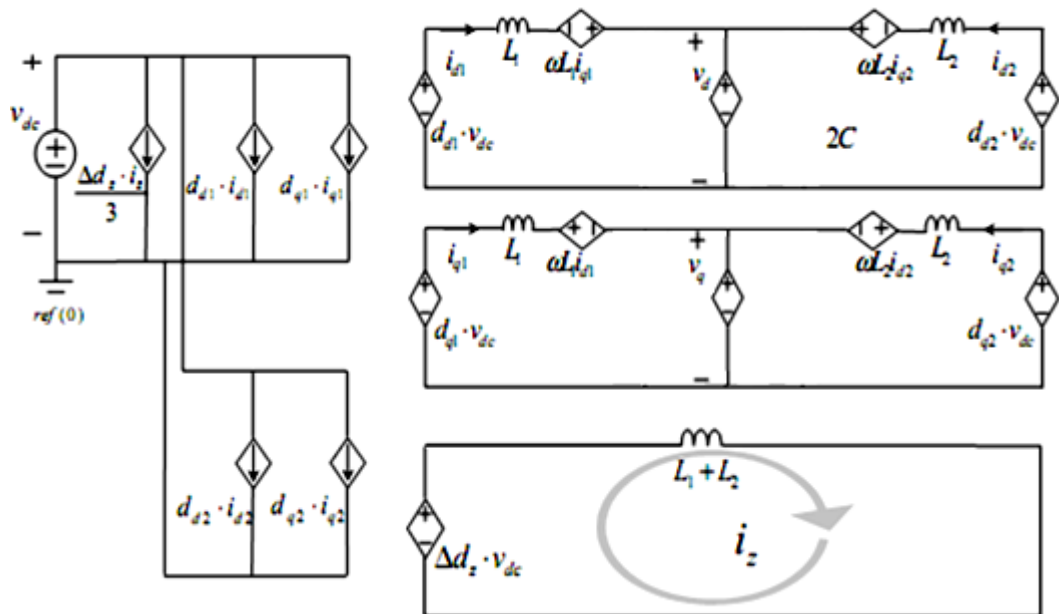 +
v_dc
−
Δd_z · i_z / 3
d_d1 · i_d1
d_q1 · i_q1
ref (0)
d_d2 · i_d2
d_q2 · i_q2
i_d1
L_1
ωL_1i_q1
+
v_d
−
ωL_2i_q2
L_2
i_d2
d_d1 · v_dc
2C
d_d2 · v_dc
i_q1
L_1
ωL_1i_d1
+
v_q
−
ωL_2i_d2
L_2
i_q2
d_q1 · v_dc
d_q2 · v_dc
L_1 + L_2
i_z
Δd_z · v_dc